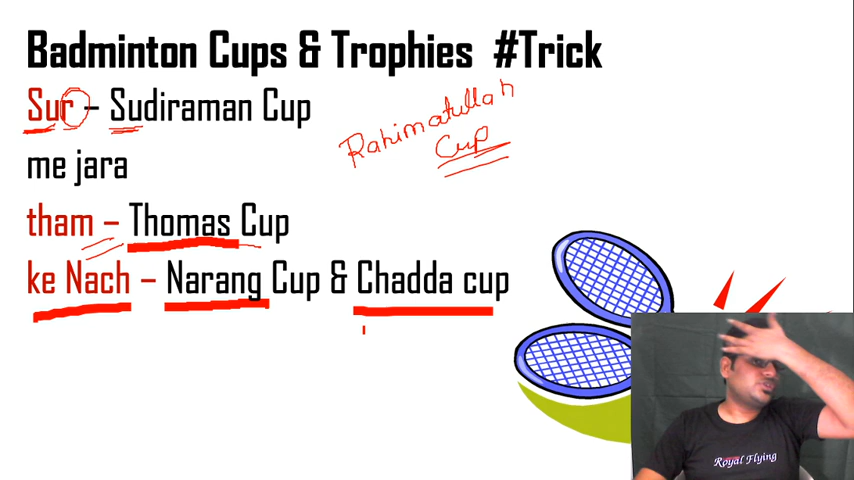 Badminton Cups & Trophies #Trick
Sur – Sudiraman Cup
Rahimatullah
Cup
me jara
tham – Thomas Cup
ke Nach – Narang Cup & Chadda cup
Royal Flying